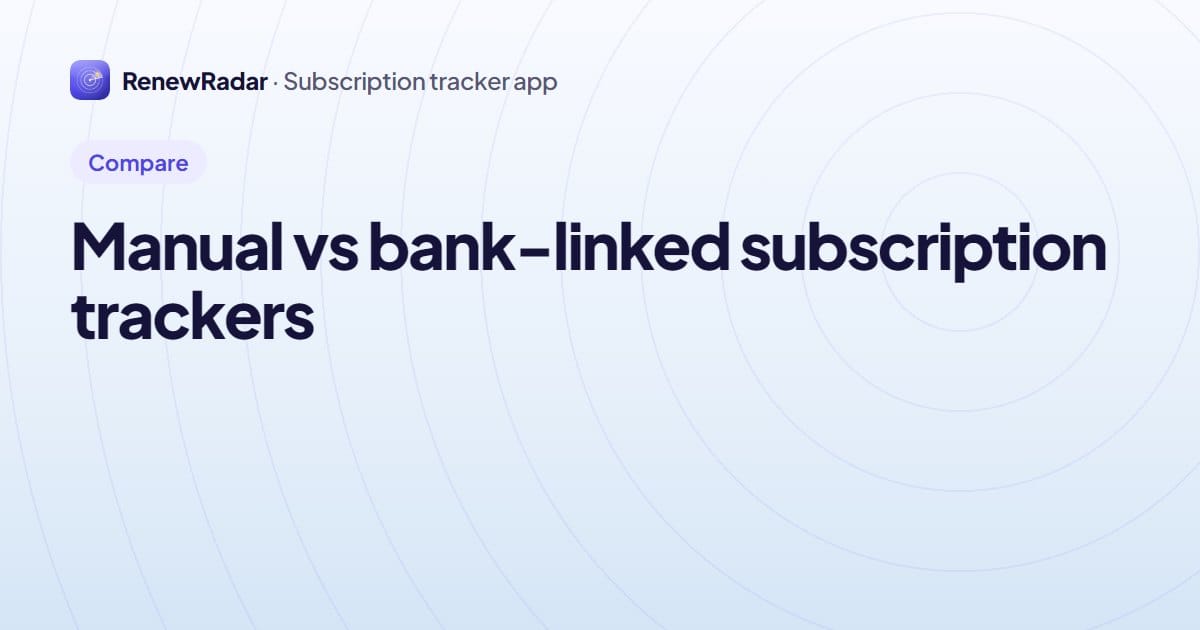 RenewRadar · Subscription tracker app
Compare
Manual vs bank-linked subscription
trackers